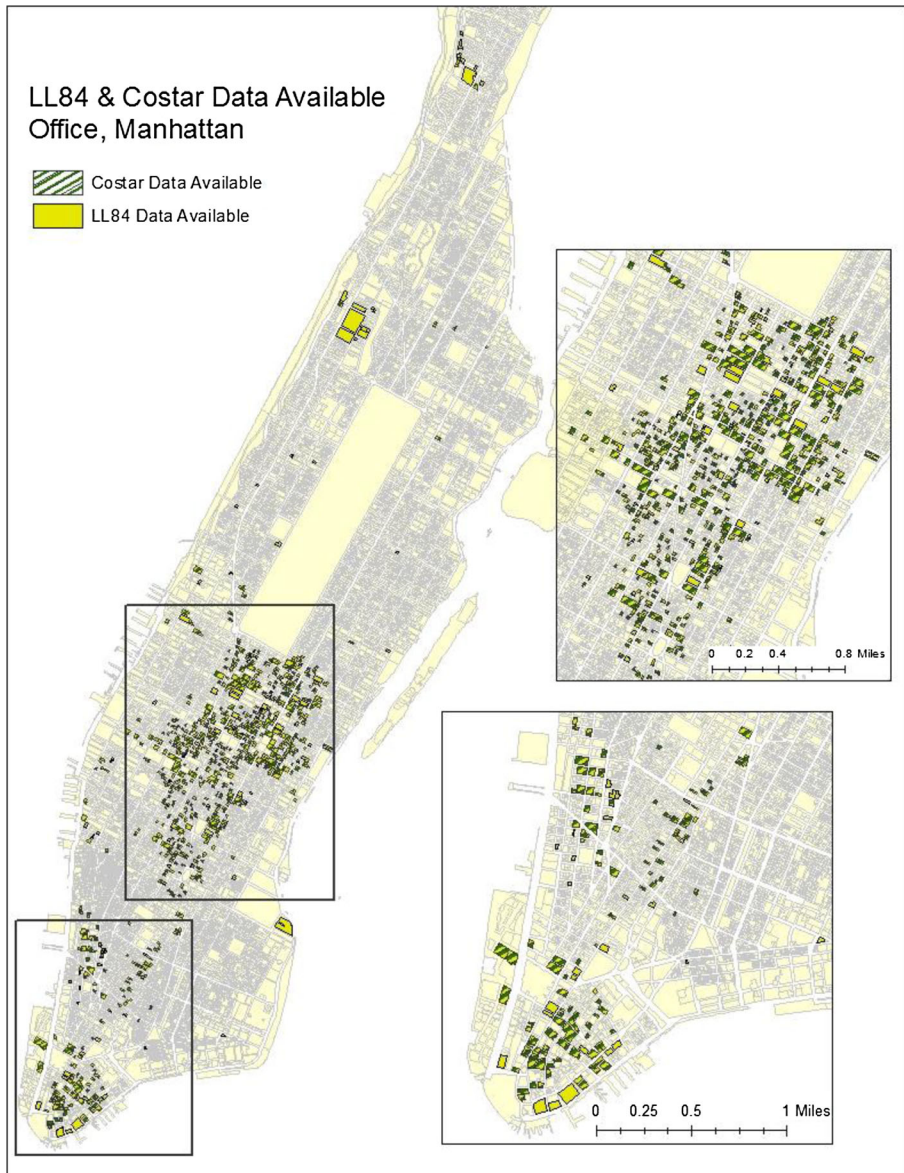 LL84 & Costar Data Available
Office, Manhattan
Costar Data Available
LL84 Data Available
0 0.2 0.4 0.8 Miles
0 0.25 0.5 1 Miles